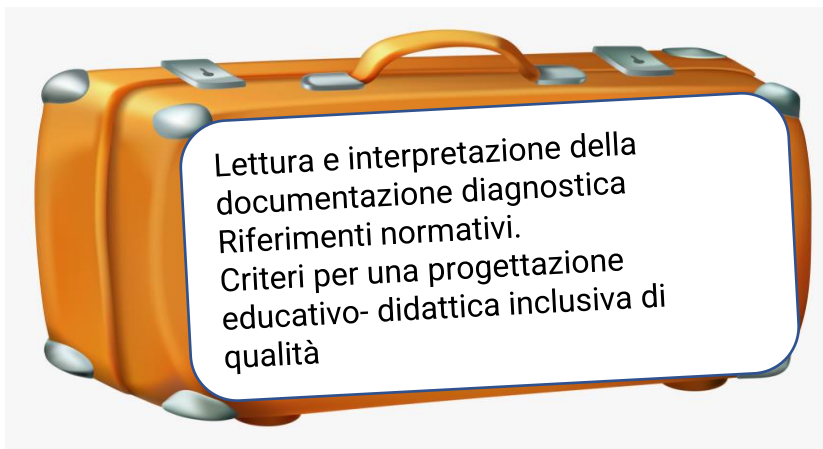 Lettura e interpretazione della
documentazione diagnostica
Riferimenti normativi.
Criteri per una progettazione
educativo- didattica inclusiva di
qualità